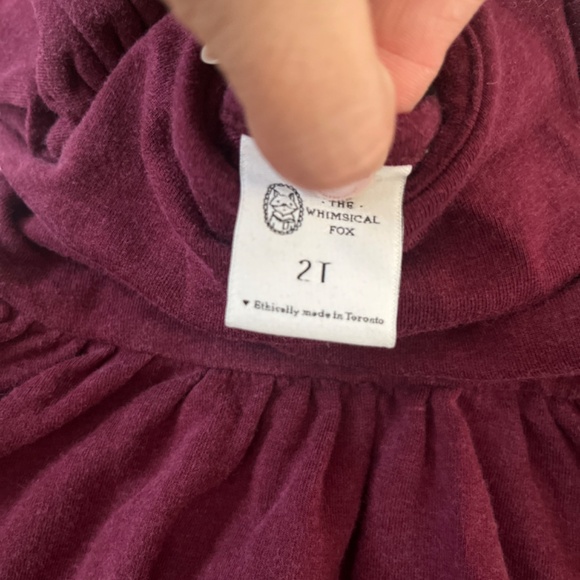 · THE ·
WHIMSICAL
FOX
2T
♥ Ethically made in Toronto